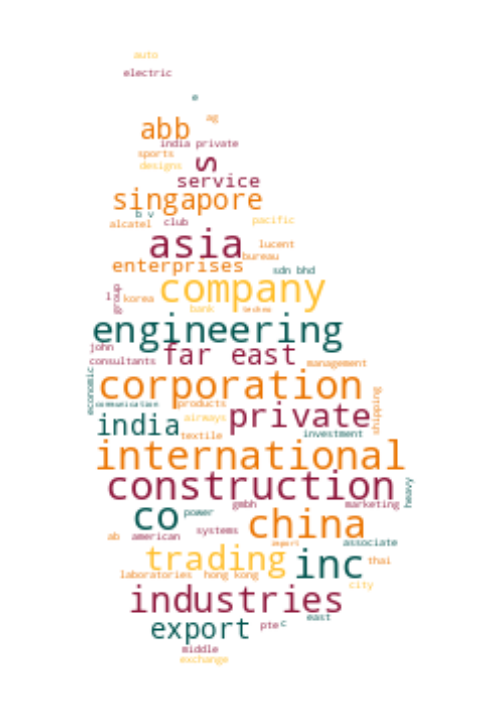 auto
electric
e
ag
abb
india private
sports
s
designs
service
singapore
b v
alcatel club pacific
asia lucent
bureau
enterprises sdn bhd
company
l group korea
bank
engineering
john far east
consultants management
corporation
economic
communication products
airways private shipping
india
textile investment
international
construction
heavy
gmbh marketing
co power
china
systems
ab american
export associate
trading inc thai
laboratories hong kong
city
industries
east
export pte c
middle
exchange